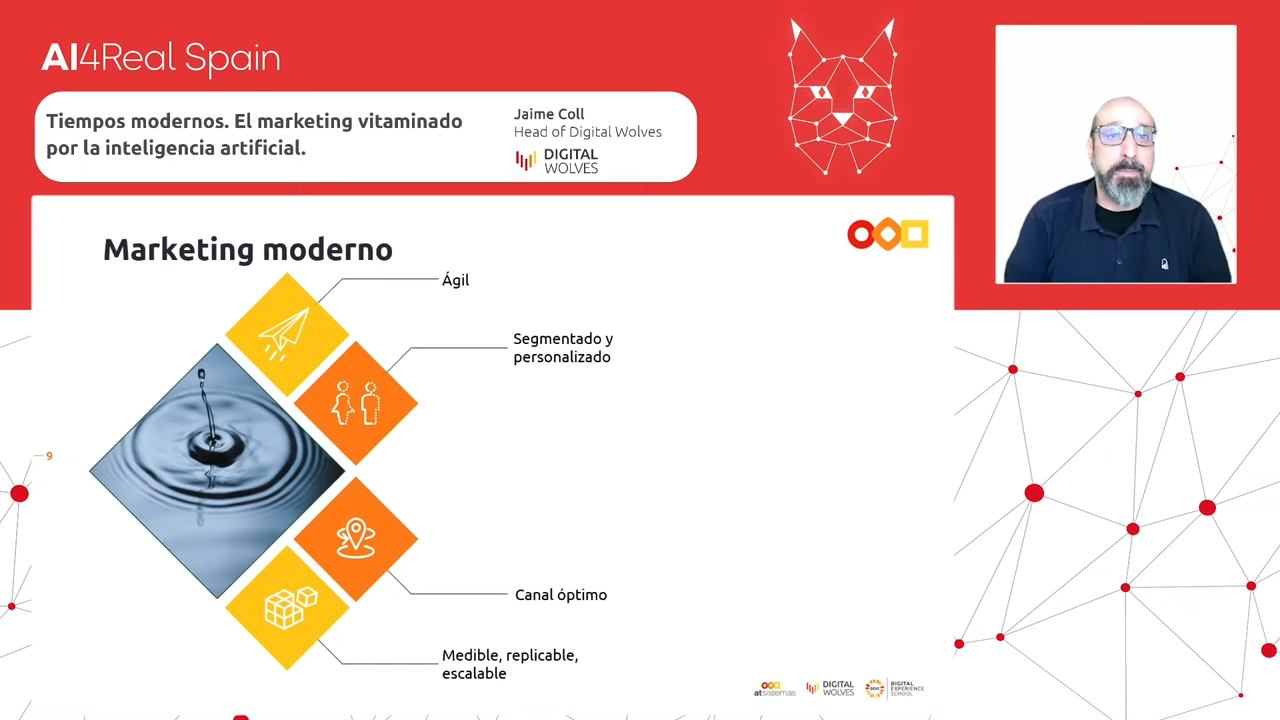 AI4Real Spain
Tiempos modernos. El marketing vitaminado
por la inteligencia artificial.
Jaime Coll
Head of Digital Wolves
DIGITAL
WOLVES
Marketing moderno
Ágil
Segmentado y
personalizado
9
Canal óptimo
Medible, replicable,
escalable
atsistemas
DIGITAL
WOLVES
DEXS
DIGITAL
EXPERIENCE
SCHOOL